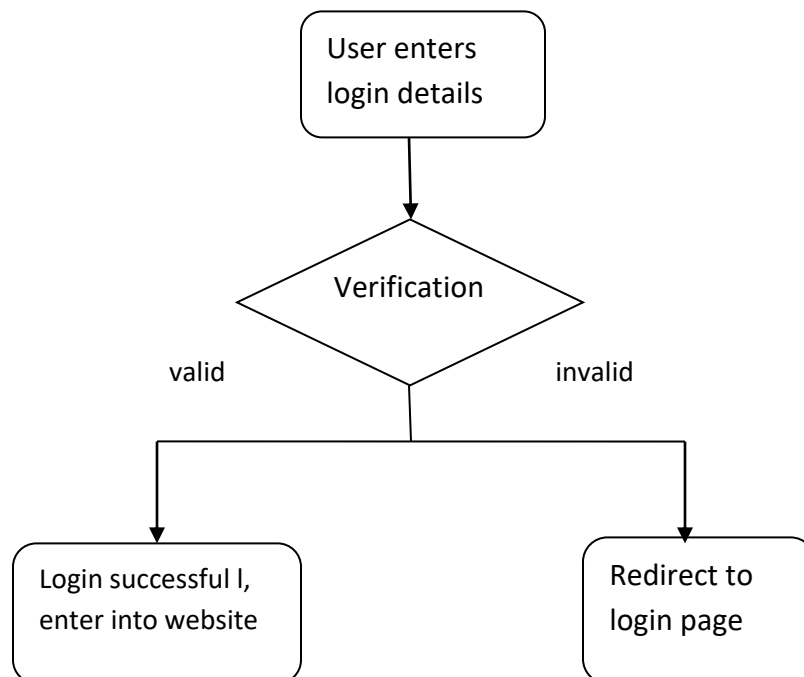 User enters
login details
Verification
valid
invalid
Login successful l,
enter into website
Redirect to
login page